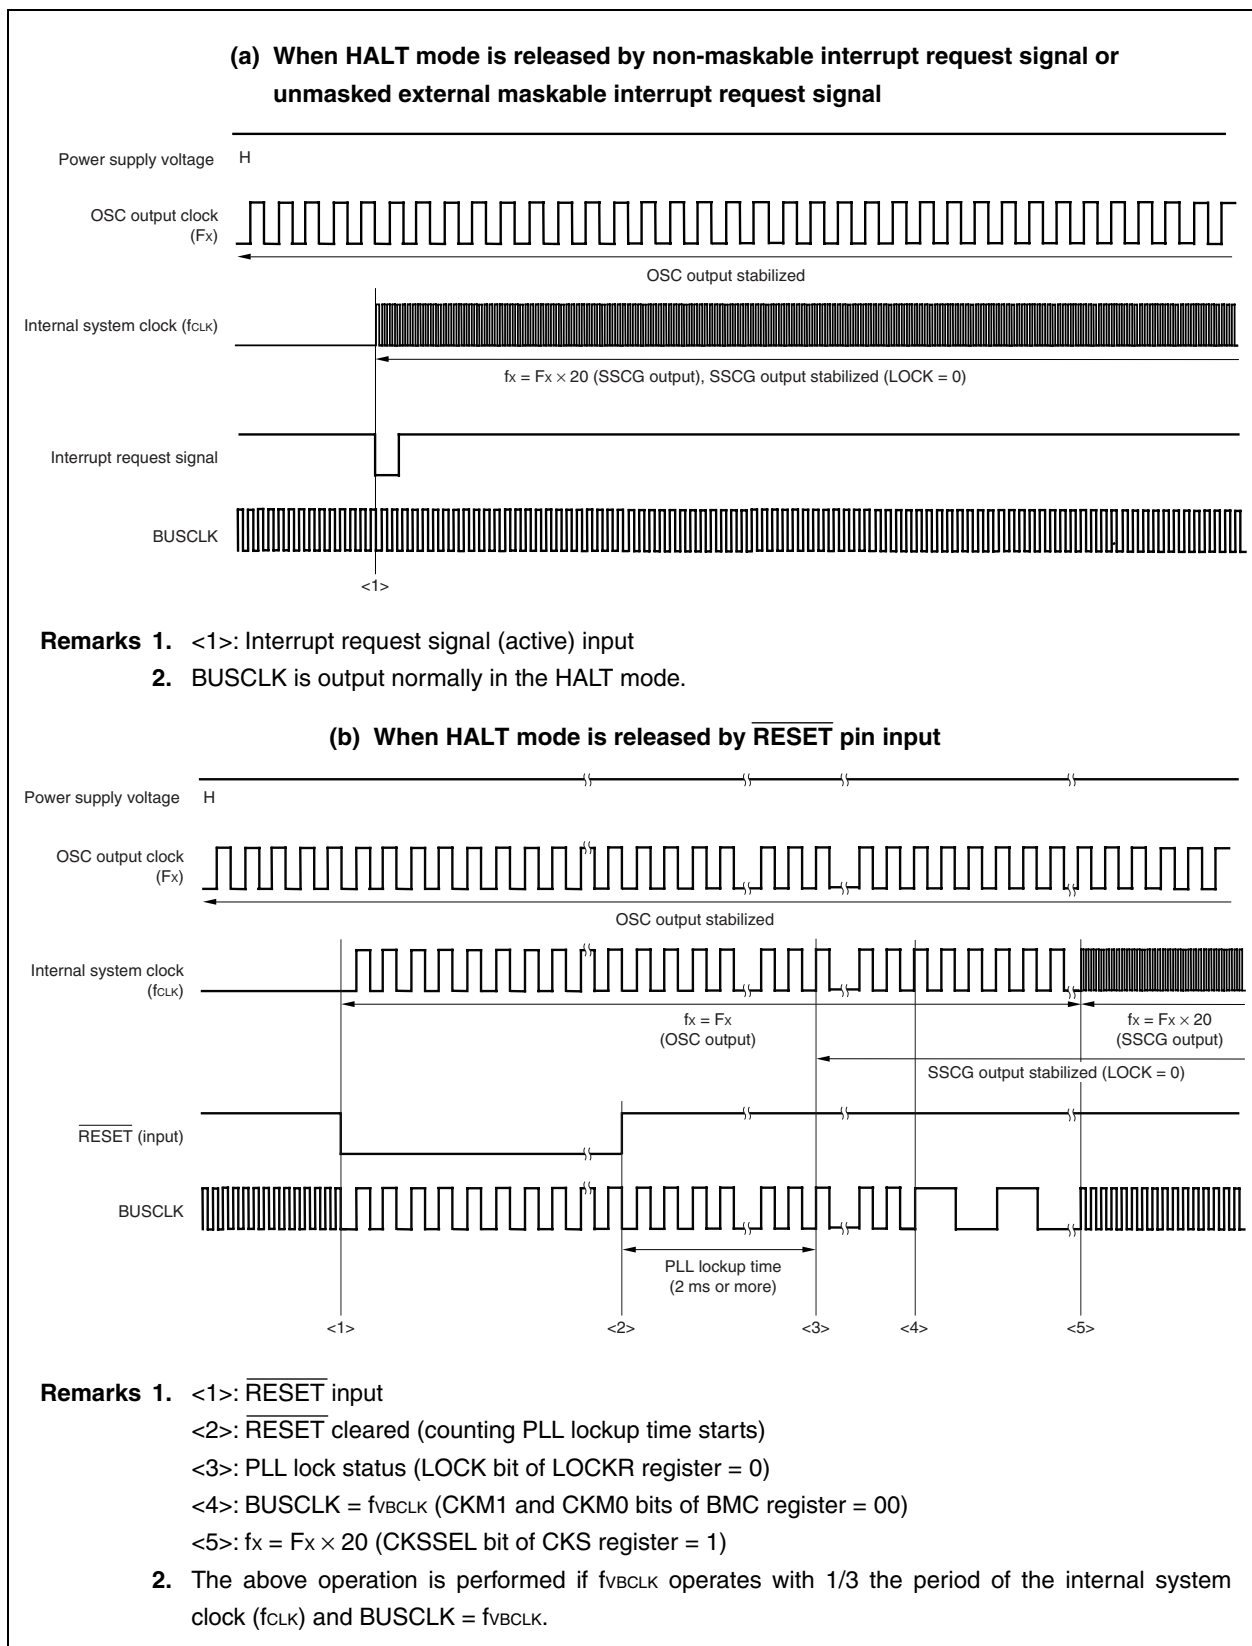 (a) When HALT mode is released by non-maskable interrupt request signal or
unmasked external maskable interrupt request signal
Power supply voltage H
OSC output clock
(Fx)
OSC output stabilized
Internal system clock (fCLK)
fx = Fx × 20 (SSCG output), SSCG output stabilized (LOCK = 0)
Interrupt request signal
BUSCLK
<1>
Remarks 1. <1>: Interrupt request signal (active) input
2. BUSCLK is output normally in the HALT mode.
(b) When HALT mode is released by RESET pin input
Power supply voltage H
OSC output clock
(Fx)
OSC output stabilized
Internal system clock
(fCLK)
fx = Fx
(OSC output)
fx = Fx × 20
(SSCG output)
SSCG output stabilized (LOCK = 0)
RESET (input)
BUSCLK
PLL lockup time
(2 ms or more)
<1> <2> <3> <4> <5>
Remarks 1. <1>: RESET input
<2>: RESET cleared (counting PLL lockup time starts)
<3>: PLL lock status (LOCK bit of LOCKR register = 0)
<4>: BUSCLK = fVBCLK (CKM1 and CKM0 bits of BMC register = 00)
<5>: fx = Fx × 20 (CKSSEL bit of CKS register = 1)
2. The above operation is performed if fVBCLK operates with 1/3 the period of the internal system
clock (fCLK) and BUSCLK = fVBCLK.